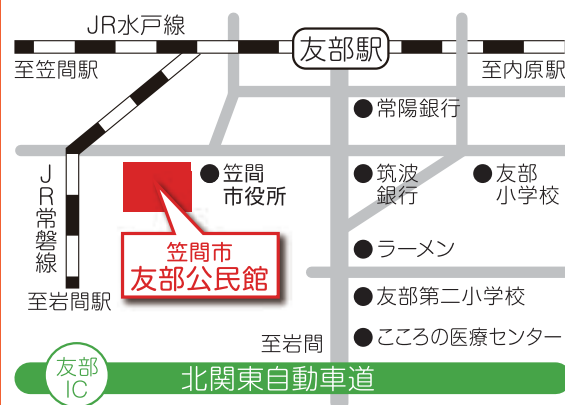 JR水戸線
友部駅
至笠間駅
至内原駅
常陽銀行
JR常磐線
笠間
市役所
筑波
銀行
友部
小学校
笠間市
友部公民館
ラーメン
至岩間駅
友部第二小学校
至岩間
こころの医療センター
友部
IC
北関東自動車道